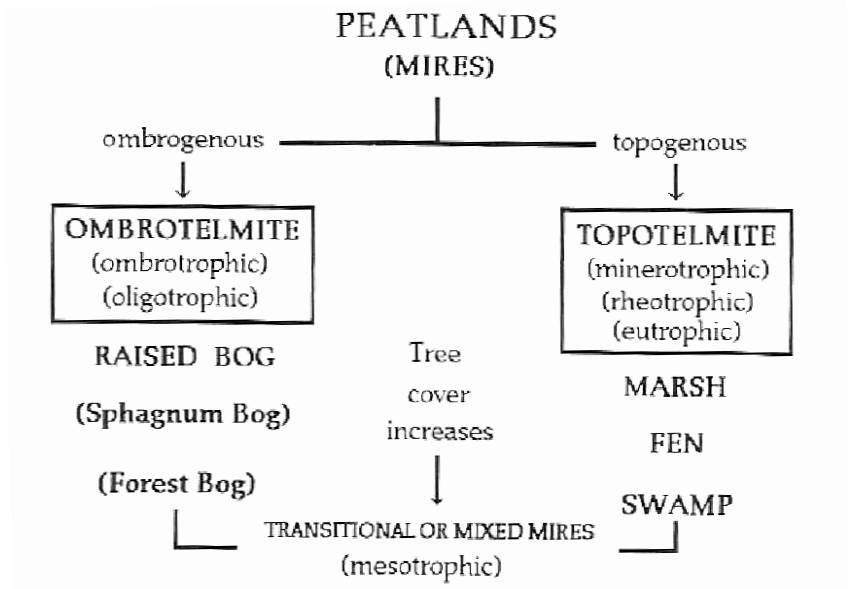 PEATLANDS
(MIRES)
ombrogenous
topogenous
OMBROTELMITE
(ombrotrophic)
(oligotrophic)
TOPOTELMITE
(minerotrophic)
(rheotrophic)
(eutrophic)
RAISED BOG
(Sphagnum Bog)
(Forest Bog)
Tree
cover
increases
MARSH
FEN
SWAMP
TRANSITIONAL OR MIXED MIRES
(mesotrophic)